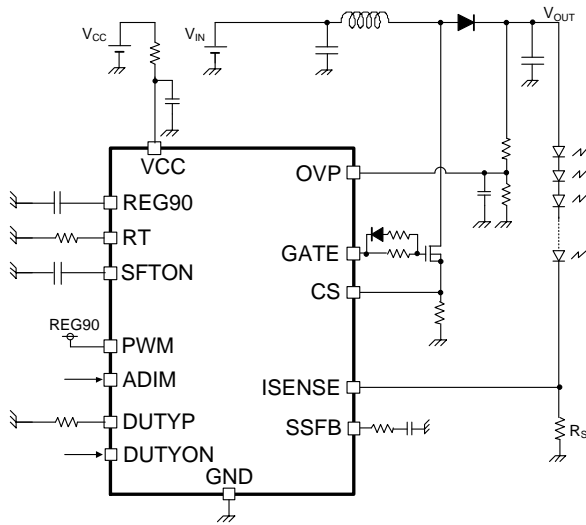 VCC
VIN
VOUT
VCC
OVP
REG90
RT
GATE
SFTON
CS
REG90
PWM
ADIM
ISENSE
DUTYP
SSFB
DUTYON
GND
RS